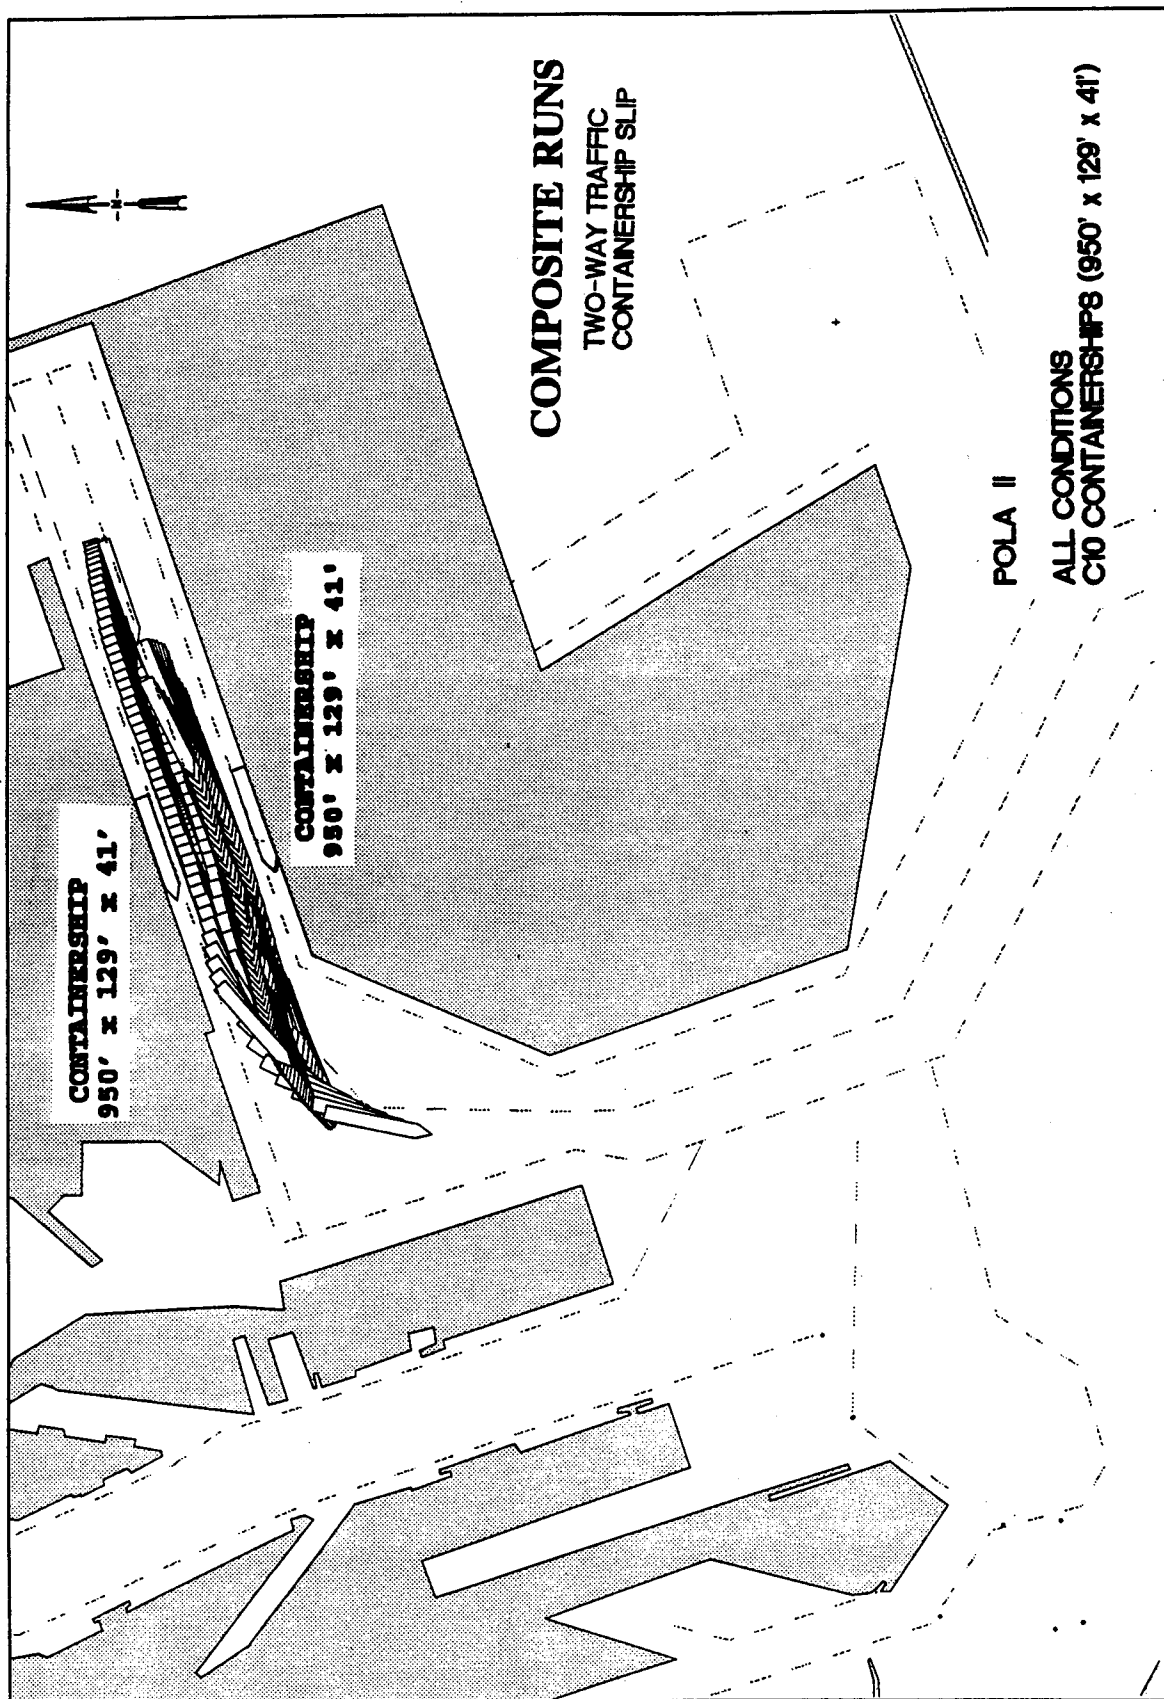 COMPOSITE RUNS
TWO-WAY TRAFFIC
CONTAINERSHIP SLIP
-N-
CONTAINERSHIP
950' x 129' x 41'
CONTAINERSHIP
950' x 129' x 41'
POLA II
ALL CONDITIONS
C10 CONTAINERSHIPS (950' x 129' x 41')